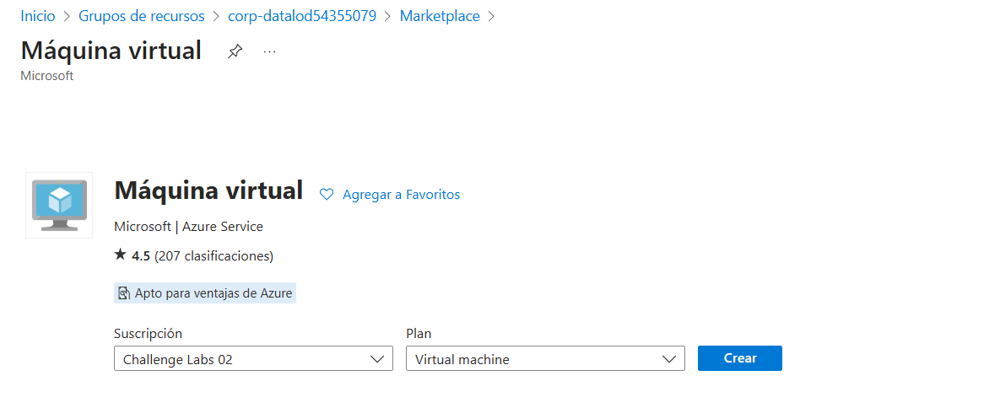 Inicio > Grupos de recursos > corp-datalod54355079 > Marketplace >
Máquina virtual ...
Microsoft
Máquina virtual Agregar a Favoritos
Microsoft | Azure Service
★ 4.5 (207 clasificaciones)
Apto para ventajas de Azure
Suscripción Plan
Challenge Labs 02 Virtual machine Crear